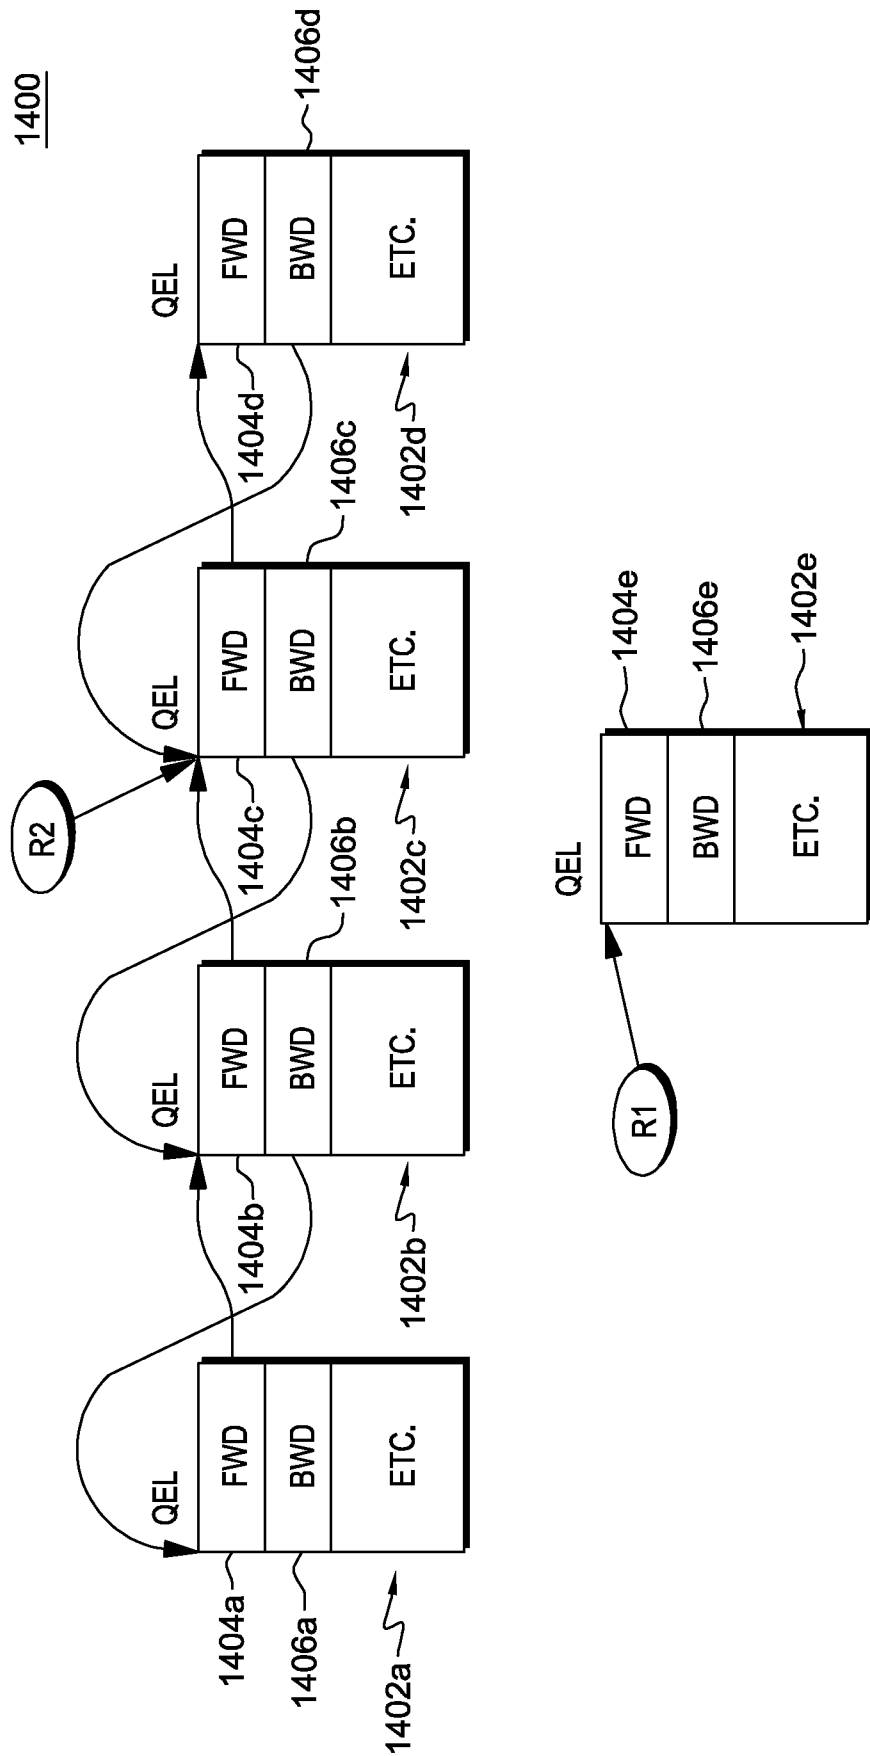 1400
R2
QEL
QEL
QEL
QEL
FWD
FWD
FWD
FWD
1404a
1404b
1404c
1404d
BWD
BWD
BWD
BWD
1406a
1406b
1406c
1406d
ETC.
ETC.
ETC.
ETC.
1402a
1402b
1402c
1402d
R1
QEL
FWD
1404e
BWD
1406e
ETC.
1402e